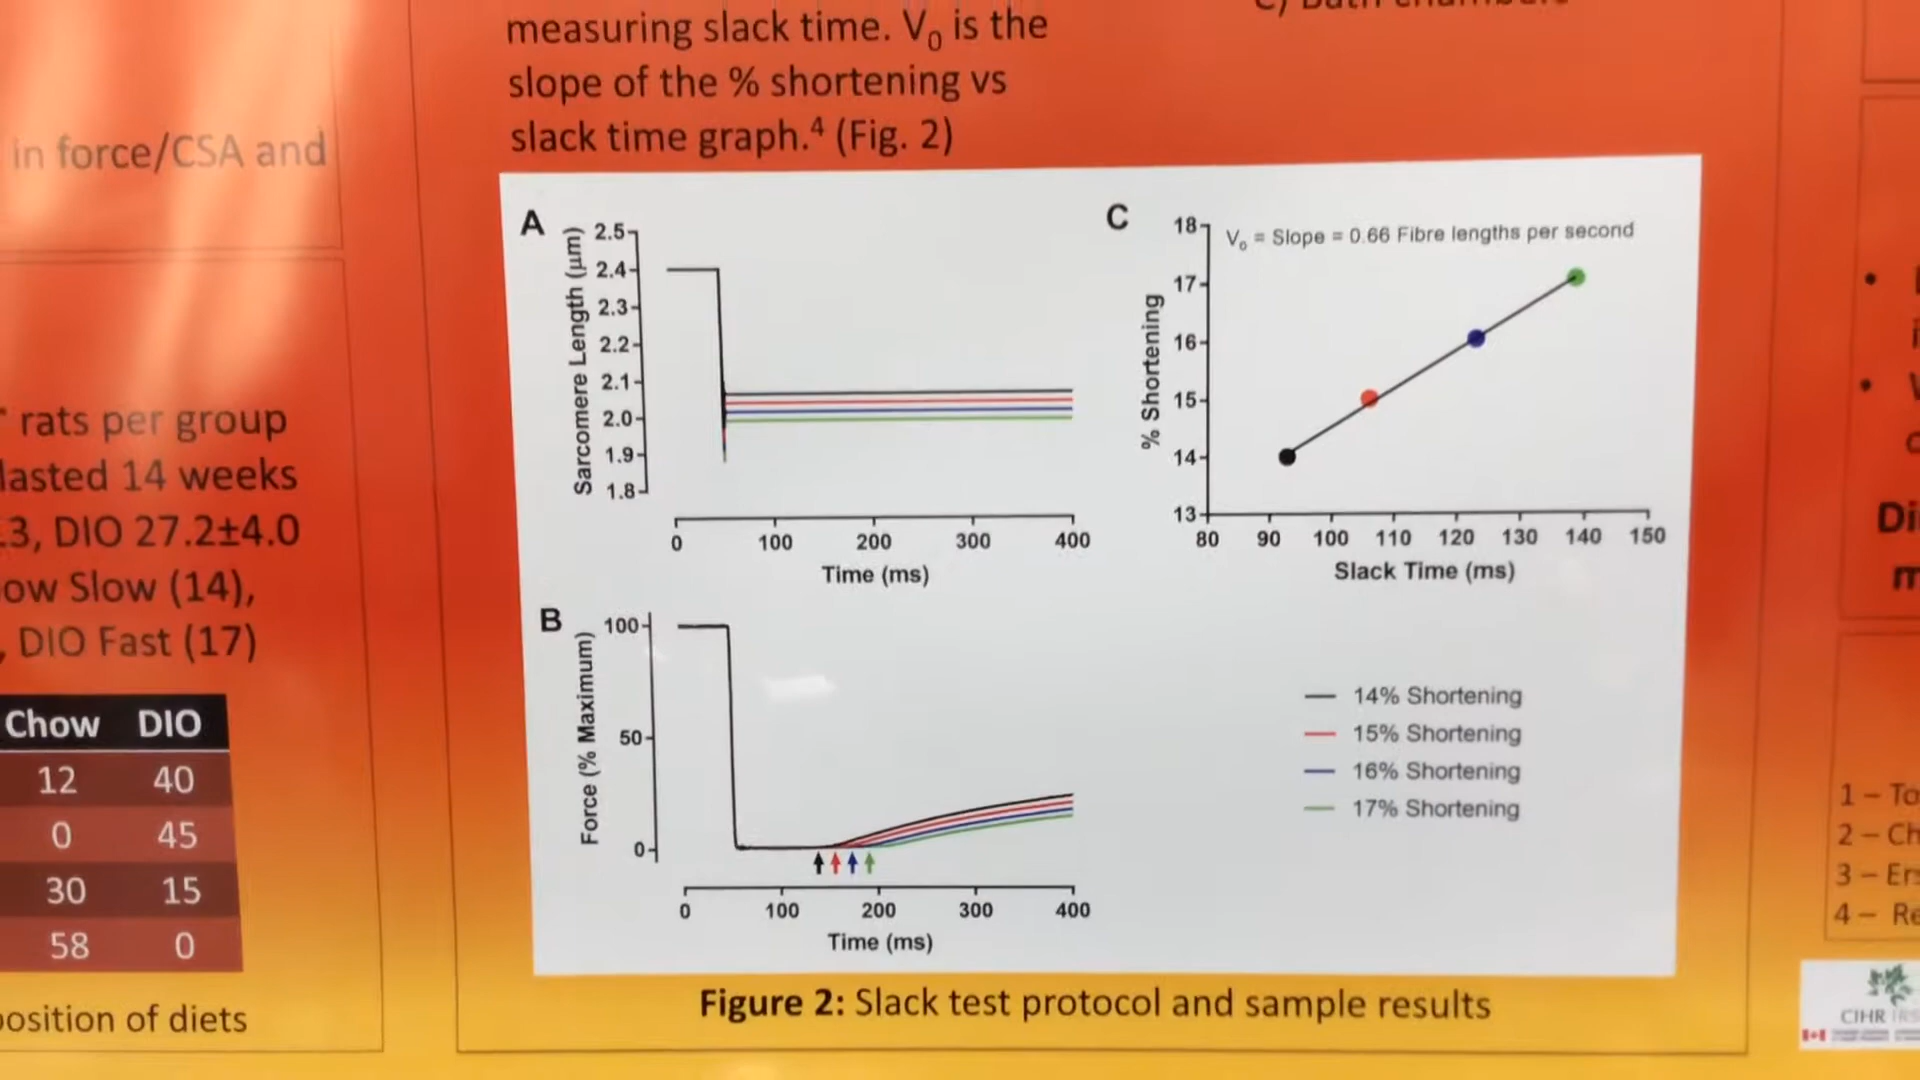 measuring slack time. V₀ is the
slope of the % shortening vs
slack time graph.⁴ (Fig. 2)
in force/CSA and
rats per group
lasted 14 weeks
.3, DIO 27.2±4.0
ow Slow (14),
, DIO Fast (17)
Chow DIO
12 40
0 45
30 15
58 0
position of diets
A
Sarcomere Length (µm)
2.5
2.4
2.3
2.2
2.1
2.0
1.9
1.8
0 100 200 300 400
Time (ms)
B
Force (% Maximum)
100
50
0
0 100 200 300 400
Time (ms)
C
V₀ = Slope = 0.66 Fibre lengths per second
% Shortening
18
17
16
15
14
13
80 90 100 110 120 130 140 150
Slack Time (ms)
14% Shortening
15% Shortening
16% Shortening
17% Shortening
Figure 2: Slack test protocol and sample results
Di
m
1 – To
2 – Ch
3 – Ers
4 – Re
CIHR IRS